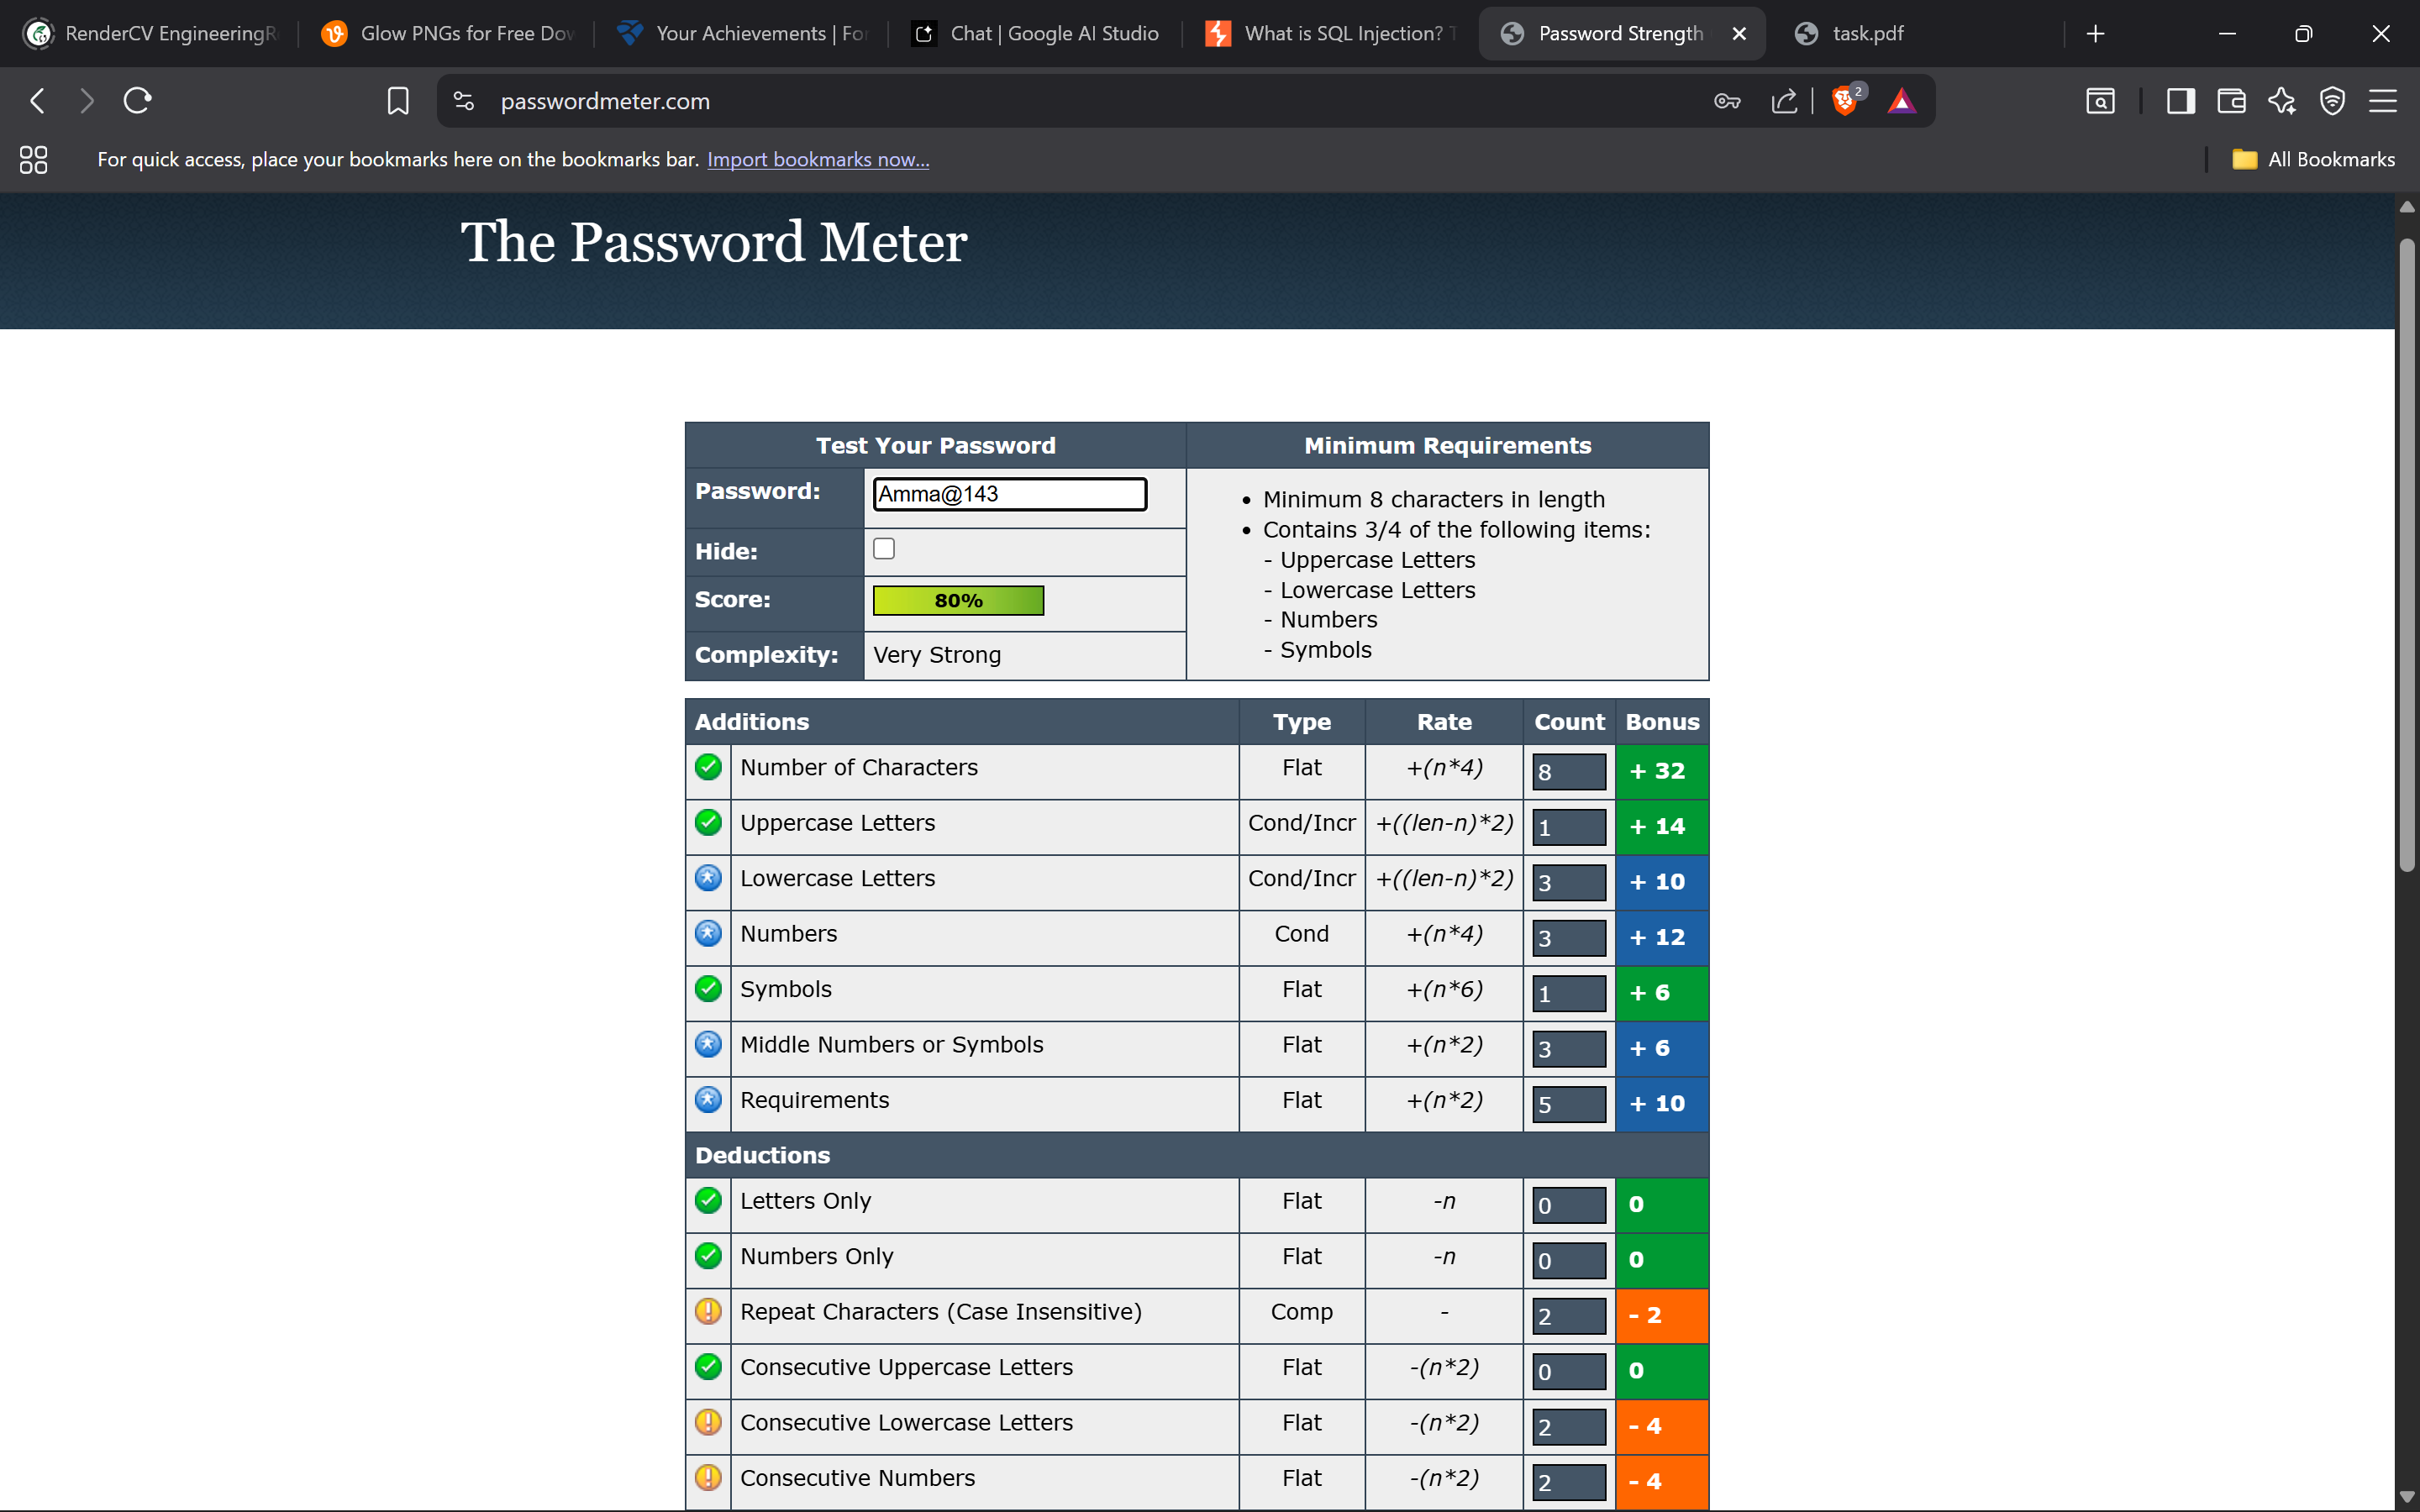 RenderCV EngineeringR
Glow PNGs for Free Dow
Your Achievements | For
Chat | Google AI Studio
What is SQL Injection? T
Password Strength
task.pdf
passwordmeter.com
2
For quick access, place your bookmarks here on the bookmarks bar. Import bookmarks now...
All Bookmarks
The Password Meter
Test Your Password
Minimum Requirements
Password:
Amma@143
Hide:
Score:
80%
Complexity:
Very Strong
• Minimum 8 characters in length
• Contains 3/4 of the following items:
- Uppercase Letters
- Lowercase Letters
- Numbers
- Symbols
Additions Type Rate Count Bonus
Number of Characters Flat +(n*4) 8 + 32
Uppercase Letters Cond/Incr +((len-n)*2) 1 + 14
Lowercase Letters Cond/Incr +((len-n)*2) 3 + 10
Numbers Cond +(n*4) 3 + 12
Symbols Flat +(n*6) 1 + 6
Middle Numbers or Symbols Flat +(n*2) 3 + 6
Requirements Flat +(n*2) 5 + 10
Deductions
Letters Only Flat -n 0 0
Numbers Only Flat -n 0 0
Repeat Characters (Case Insensitive) Comp - 2 - 2
Consecutive Uppercase Letters Flat -(n*2) 0 0
Consecutive Lowercase Letters Flat -(n*2) 2 - 4
Consecutive Numbers Flat -(n*2) 2 - 4